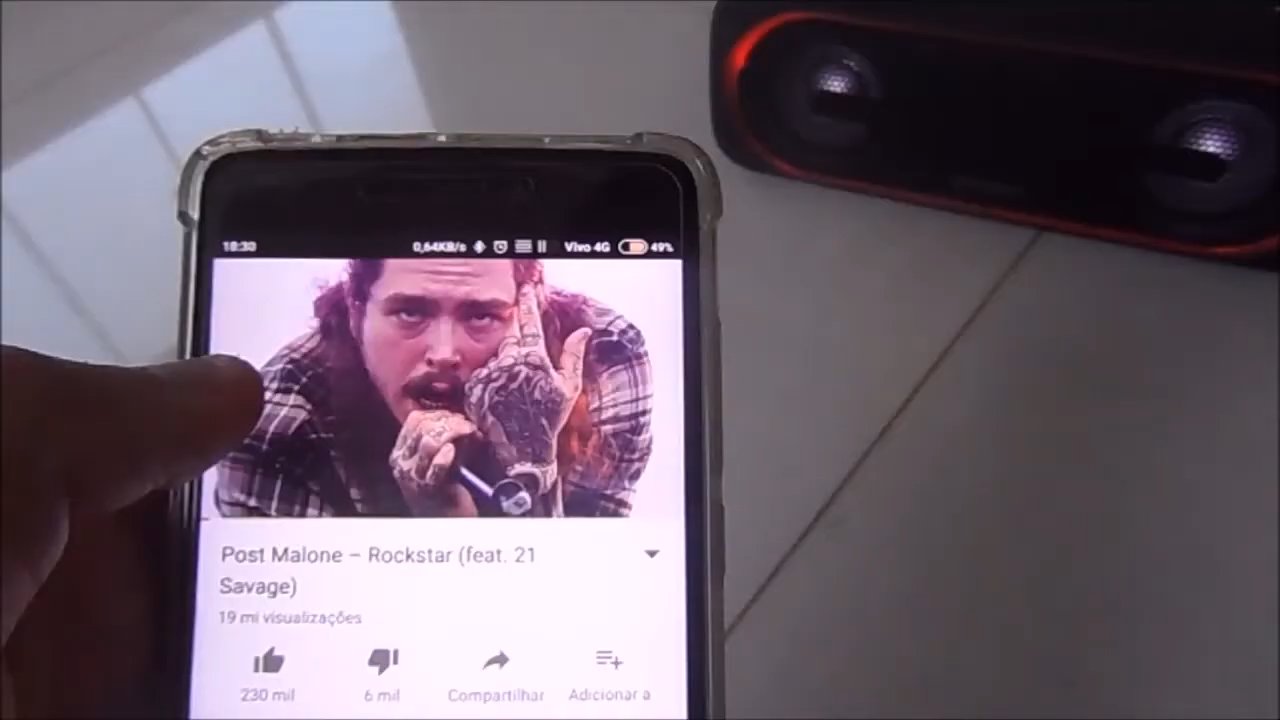 18:30 0,64KB/s Vivo 4G 49%
Post Malone – Rockstar (feat. 21
Savage)
19 mi visualizações
230 mil 6 mil Compartilhar Adicionar a